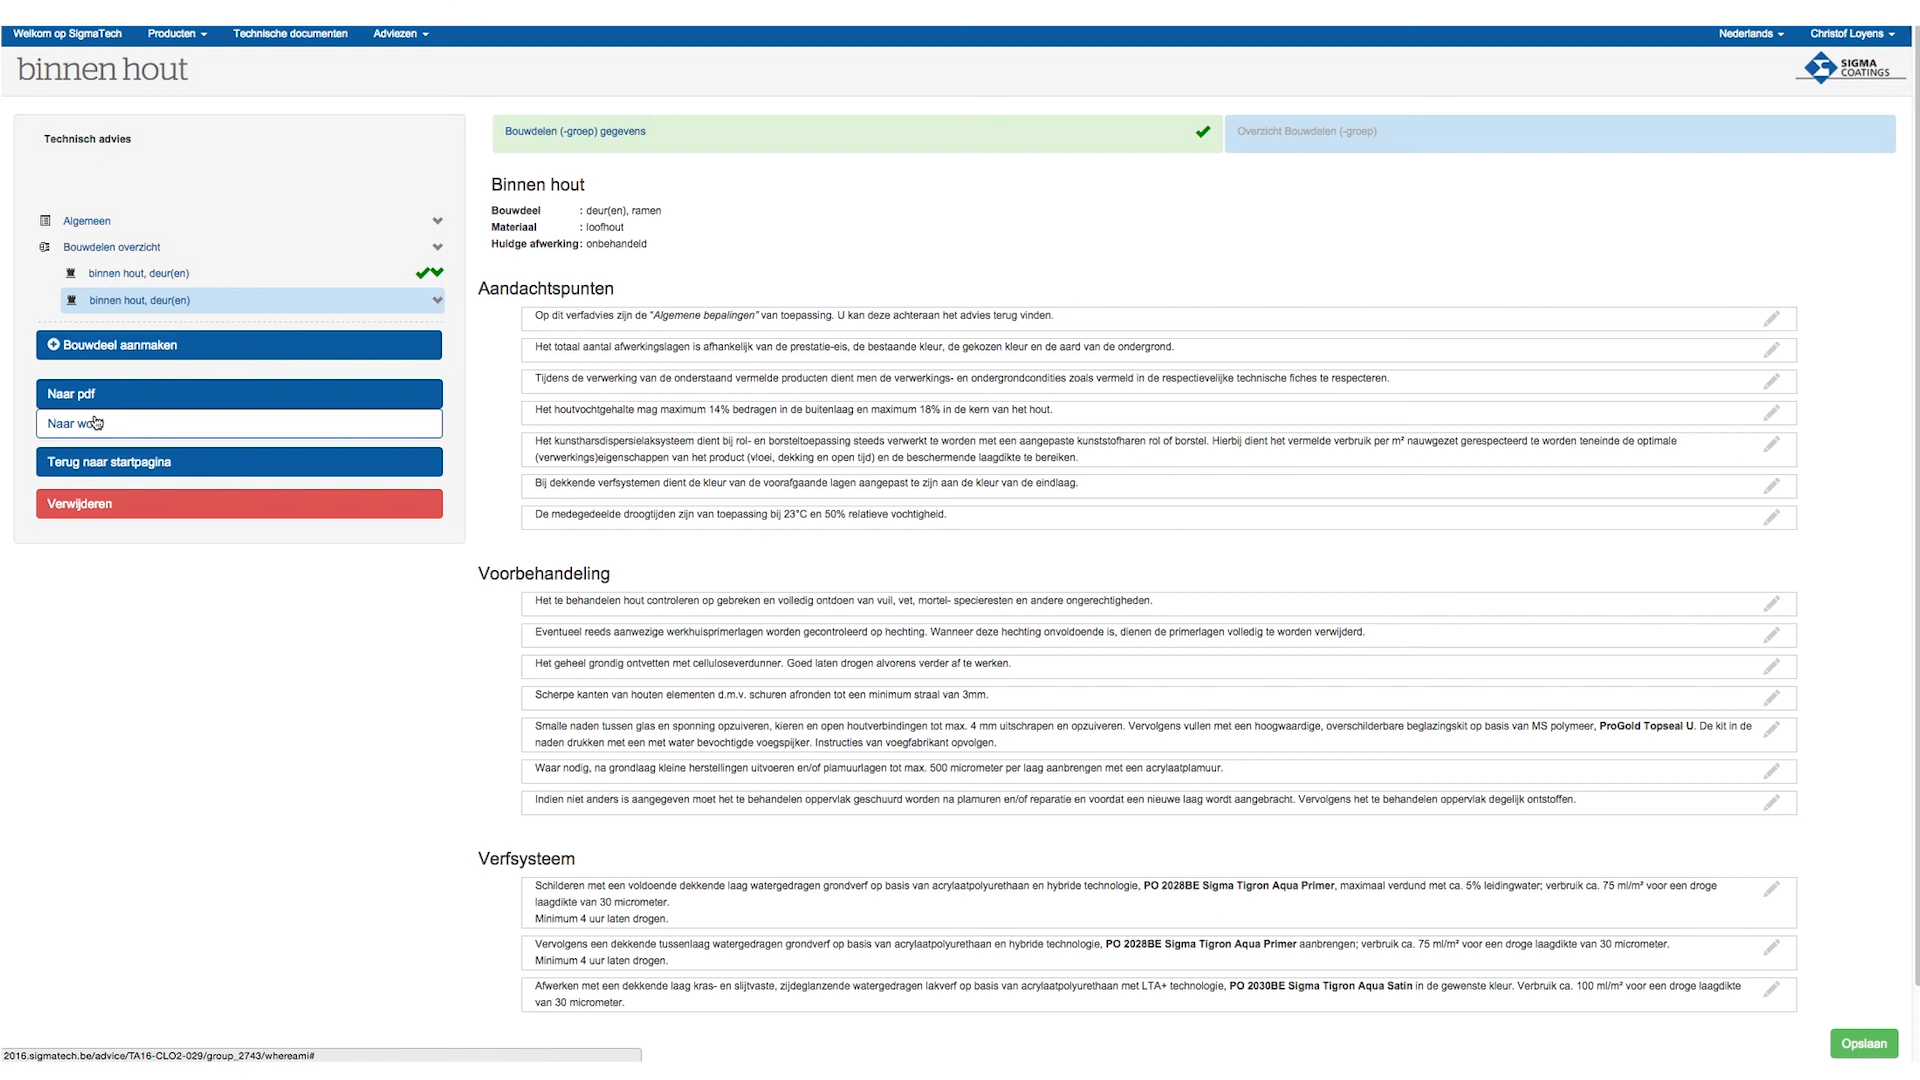 Welkom op SigmaTech Producten Technische documenten Adviezen Nederlands Christof Loyens
binnen hout
SIGMA
COATINGS
Technisch advies
Algemeen
Bouwdelen overzicht
binnen hout, deur(en)
binnen hout, deur(en)
Bouwdeel aanmaken
Naar pdf
Naar wo
Terug naar startpagina
Verwijderen
Bouwdelen (-groep) gegevens
Overzicht Bouwdelen (-groep)
Binnen hout
Bouwdeel : deur(en), ramen
Materiaal : loofhout
Huidge afwerking: onbehandeld
Aandachtspunten
Op dit verfadvies zijn de "Algemene bepalingen" van toepassing. U kan deze achteraan het advies terug vinden.
Het totaal aantal afwerkingslagen is afhankelijk van de prestatie-eis, de bestaande kleur, de gekozen kleur en de aard van de ondergrond.
Tijdens de verwerking van de onderstaand vermelde producten dient men de verwerkings- en ondergrondcondities zoals vermeld in de respectievelijke technische fiches te respecteren.
Het houtvochtgehalte mag maximum 14% bedragen in de buitenlaag en maximum 18% in de kern van het hout.
Het kunstharsdispersielaksysteem dient bij rol- en borsteltoepassing steeds verwerkt te worden met een aangepaste kunststofharen rol of borstel. Hierbij dient het vermelde verbruik per m² nauwgezet gerespecteerd te worden teneinde de optimale
(verwerkings)eigenschappen van het product (vloei, dekking en open tijd) en de beschermende laagdikte te bereiken.
Bij dekkende verfsystemen dient de kleur van de voorafgaande lagen aangepast te zijn aan de kleur van de eindlaag.
De medegedeelde droogtijden zijn van toepassing bij 23°C en 50% relatieve vochtigheid.
Voorbehandeling
Het te behandelen hout controleren op gebreken en volledig ontdoen van vuil, vet, mortel- specieresten en andere ongerechtigheden.
Eventueel reeds aanwezige werkhuisprimerlagen worden gecontroleerd op hechting. Wanneer deze hechting onvoldoende is, dienen de primerlagen volledig te worden verwijderd.
Het geheel grondig ontvetten met celluloseverdunner. Goed laten drogen alvorens verder af te werken.
Scherpe kanten van houten elementen d.m.v. schuren afronden tot een minimum straal van 3mm.
Smalle naden tussen glas en sponning opzuiveren, kieren en open houtverbindingen tot max. 4 mm uitschrapen en opzuiveren. Vervolgens vullen met een hoogwaardige, overschilderbare beglazingskit op basis van MS polymeer, ProGold Topseal U. De kit in de
naden drukken met een met water bevochtigde voegspijker. Instructies van voegfabrikant opvolgen.
Waar nodig, na grondlaag kleine herstellingen uitvoeren en/of plamuurlagen tot max. 500 micrometer per laag aanbrengen met een acrylaatplamuur.
Indien niet anders is aangegeven moet het te behandelen oppervlak geschuurd worden na plamuren en/of reparatie en voordat een nieuwe laag wordt aangebracht. Vervolgens het te behandelen oppervlak degelijk ontstoffen.
Verfsysteem
Schilderen met een voldoende dekkende laag watergedragen grondverf op basis van acrylaatpolyurethaan en hybride technologie, PO 2028BE Sigma Tigron Aqua Primer, maximaal verdund met ca. 5% leidingwater; verbruik ca. 75 ml/m² voor een droge
laagdikte van 30 micrometer.
Minimum 4 uur laten drogen.
Vervolgens een dekkende tussenlaag watergedragen grondverf op basis van acrylaatpolyurethaan en hybride technologie, PO 2028BE Sigma Tigron Aqua Primer aanbrengen; verbruik ca. 75 ml/m² voor een droge laagdikte van 30 micrometer.
Minimum 4 uur laten drogen.
Afwerken met een dekkende laag kras- en slijtvaste, zijdeglanzende watergedragen lakverf op basis van acrylaatpolyurethaan met LTA+ technologie, PO 2030BE Sigma Tigron Aqua Satin in de gewenste kleur. Verbruik ca. 100 ml/m² voor een droge laagdikte
van 30 micrometer.
Opslaan
2016.sigmatech.be/advice/TA16-CLO2-029/group_2743/whereami#